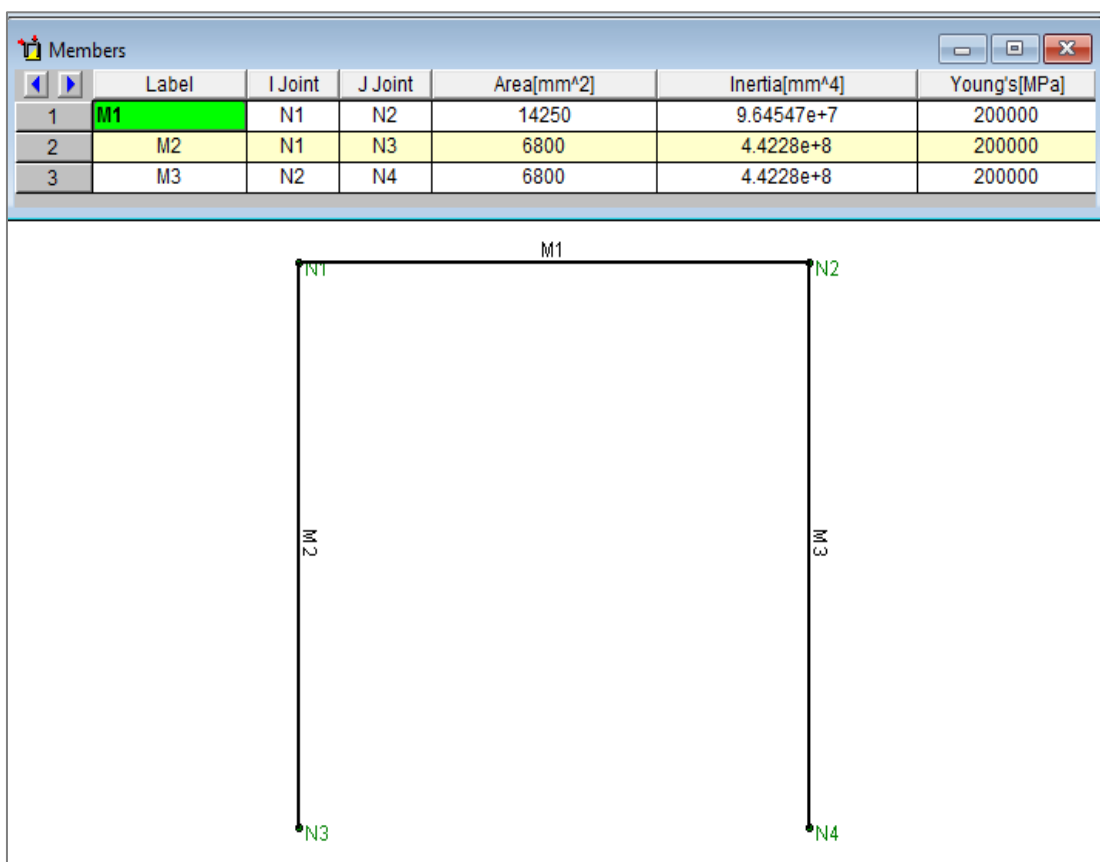 Members
Label I Joint J Joint Area[mm^2] Inertia[mm^4] Young's[MPa]
1 M1 N1 N2 14250 9.64547e+7 200000
2 M2 N1 N3 6800 4.4228e+8 200000
3 M3 N2 N4 6800 4.4228e+8 200000
M1
N1 N2
M2 M3
N3 N4